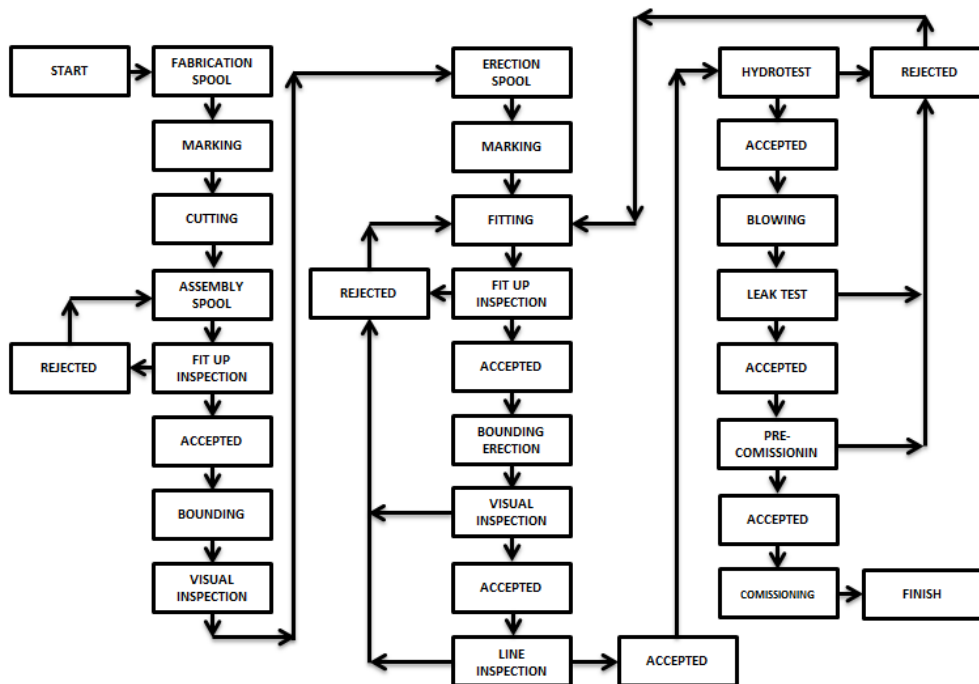 START
FABRICATION
SPOOL
MARKING
CUTTING
ASSEMBLY
SPOOL
REJECTED
FIT UP
INSPECTION
ACCEPTED
BOUNDING
VISUAL
INSPECTION
ERECTION
SPOOL
MARKING
FITTING
REJECTED
FIT UP
INSPECTION
ACCEPTED
BOUNDING
ERECTION
VISUAL
INSPECTION
ACCEPTED
LINE
INSPECTION
ACCEPTED
HYDROTEST
REJECTED
ACCEPTED
BLOWING
LEAK TEST
ACCEPTED
PRE-
COMISSIONIN
ACCEPTED
COMISSIONING
FINISH